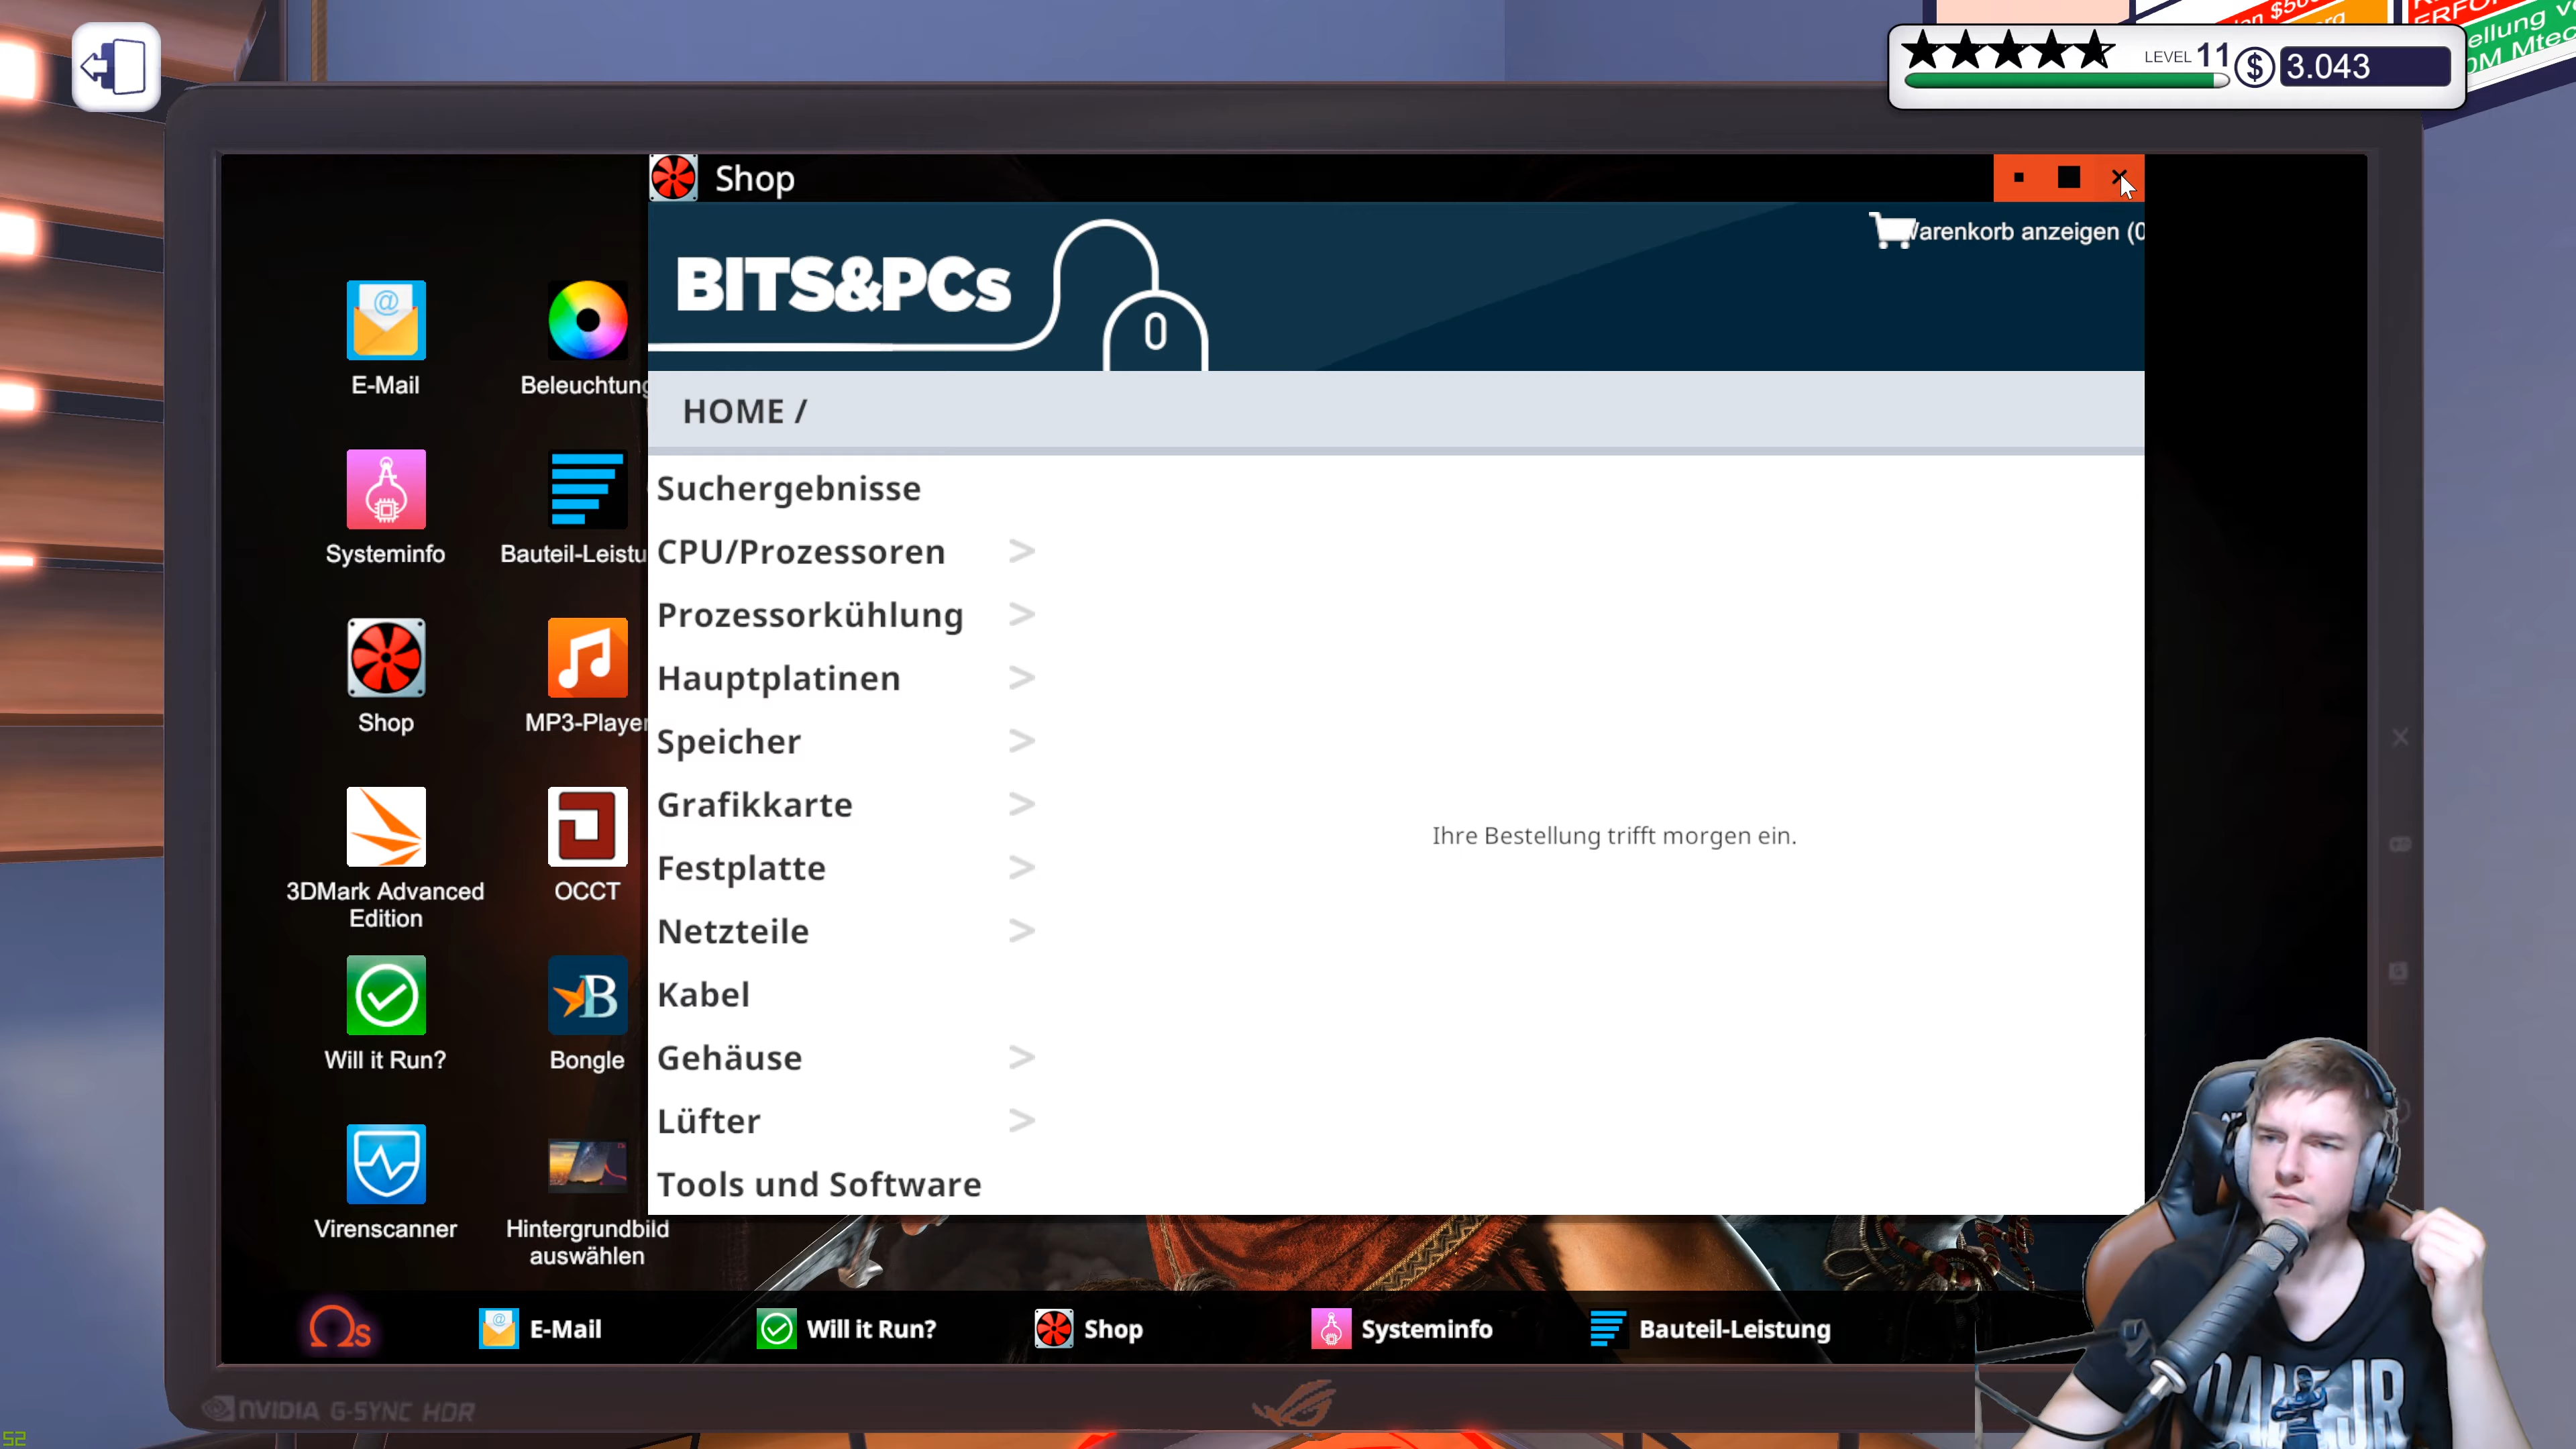 LEVEL 11
$ 3.043
Shop
Warenkorb anzeigen (0
BITS&PCs
HOME /
Suchergebnisse
CPU/Prozessoren >
Prozessorkühlung >
Hauptplatinen >
Speicher >
Grafikkarte >
Festplatte >
Netzteile >
Kabel
Gehäuse >
Lüfter >
Tools und Software
Ihre Bestellung trifft morgen ein.
E-Mail
Beleuchtung
Systeminfo
Bauteil-Leistu
Shop
MP3-Player
3DMark Advanced
Edition
OCCT
Will it Run?
B
Bongle
Virenscanner
Hintergrundbild
auswählen
Ωs
E-Mail
Will it Run?
Shop
Systeminfo
Bauteil-Leistung
NVIDIA G-SYNC HDR
52